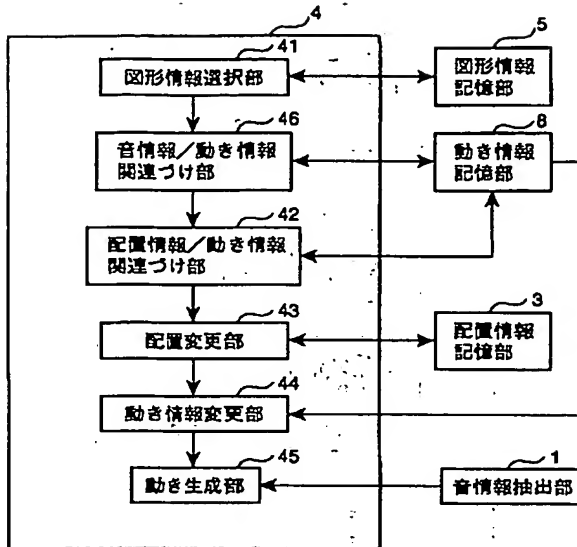 4
41
図形情報選択部
5
図形情報
記憶部
46
音情報/動き情報
関連づけ部
8
動き情報
記憶部
42
配置情報/動き情報
関連づけ部
43
配置変更部
3
配置情報
記憶部
44
動き情報変更部
45
動き生成部
1
音情報抽出部